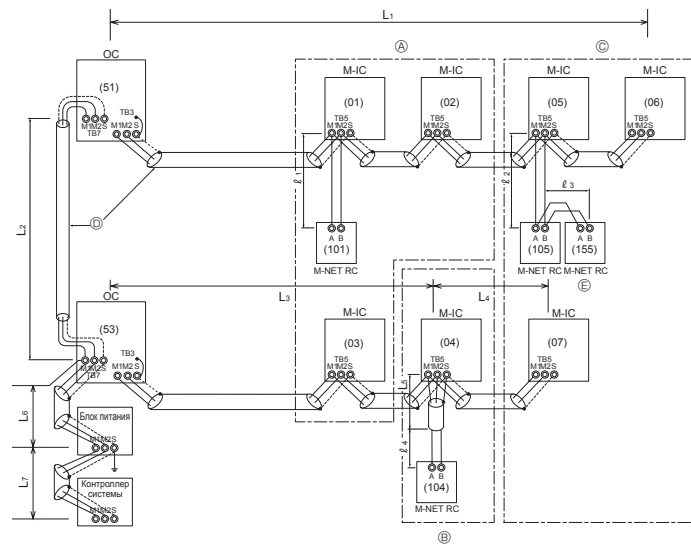 L1
OC
(51)
TB3
M1M2 S
TB7
M1M2 S
Ⓐ
M-IC
(01)
TB5
M1M2S
M-IC
(02)
TB5
M1M2S
Ⓒ
M-IC
(05)
TB5
M1M2S
M-IC
(06)
TB5
M1M2S
L2
Ⓓ
ℓ1
A B
(101)
M-NET RC
ℓ2
ℓ3
A B
(105)
M-NET RC
A B
(155)
M-NET RC
Ⓔ
L3
L4
OC
(53)
TB3
M1M2S
TB7
M1M2 S
M-IC
(03)
TB5
M1M2S
M-IC
(04)
TB5
M1M2S
M-IC
(07)
TB5
M1M2S
L5
ℓ4
A B
(104)
M-NET RC
Ⓑ
L6
Блок питания
M1M2S
L7
Контроллер
системы
M1M2S